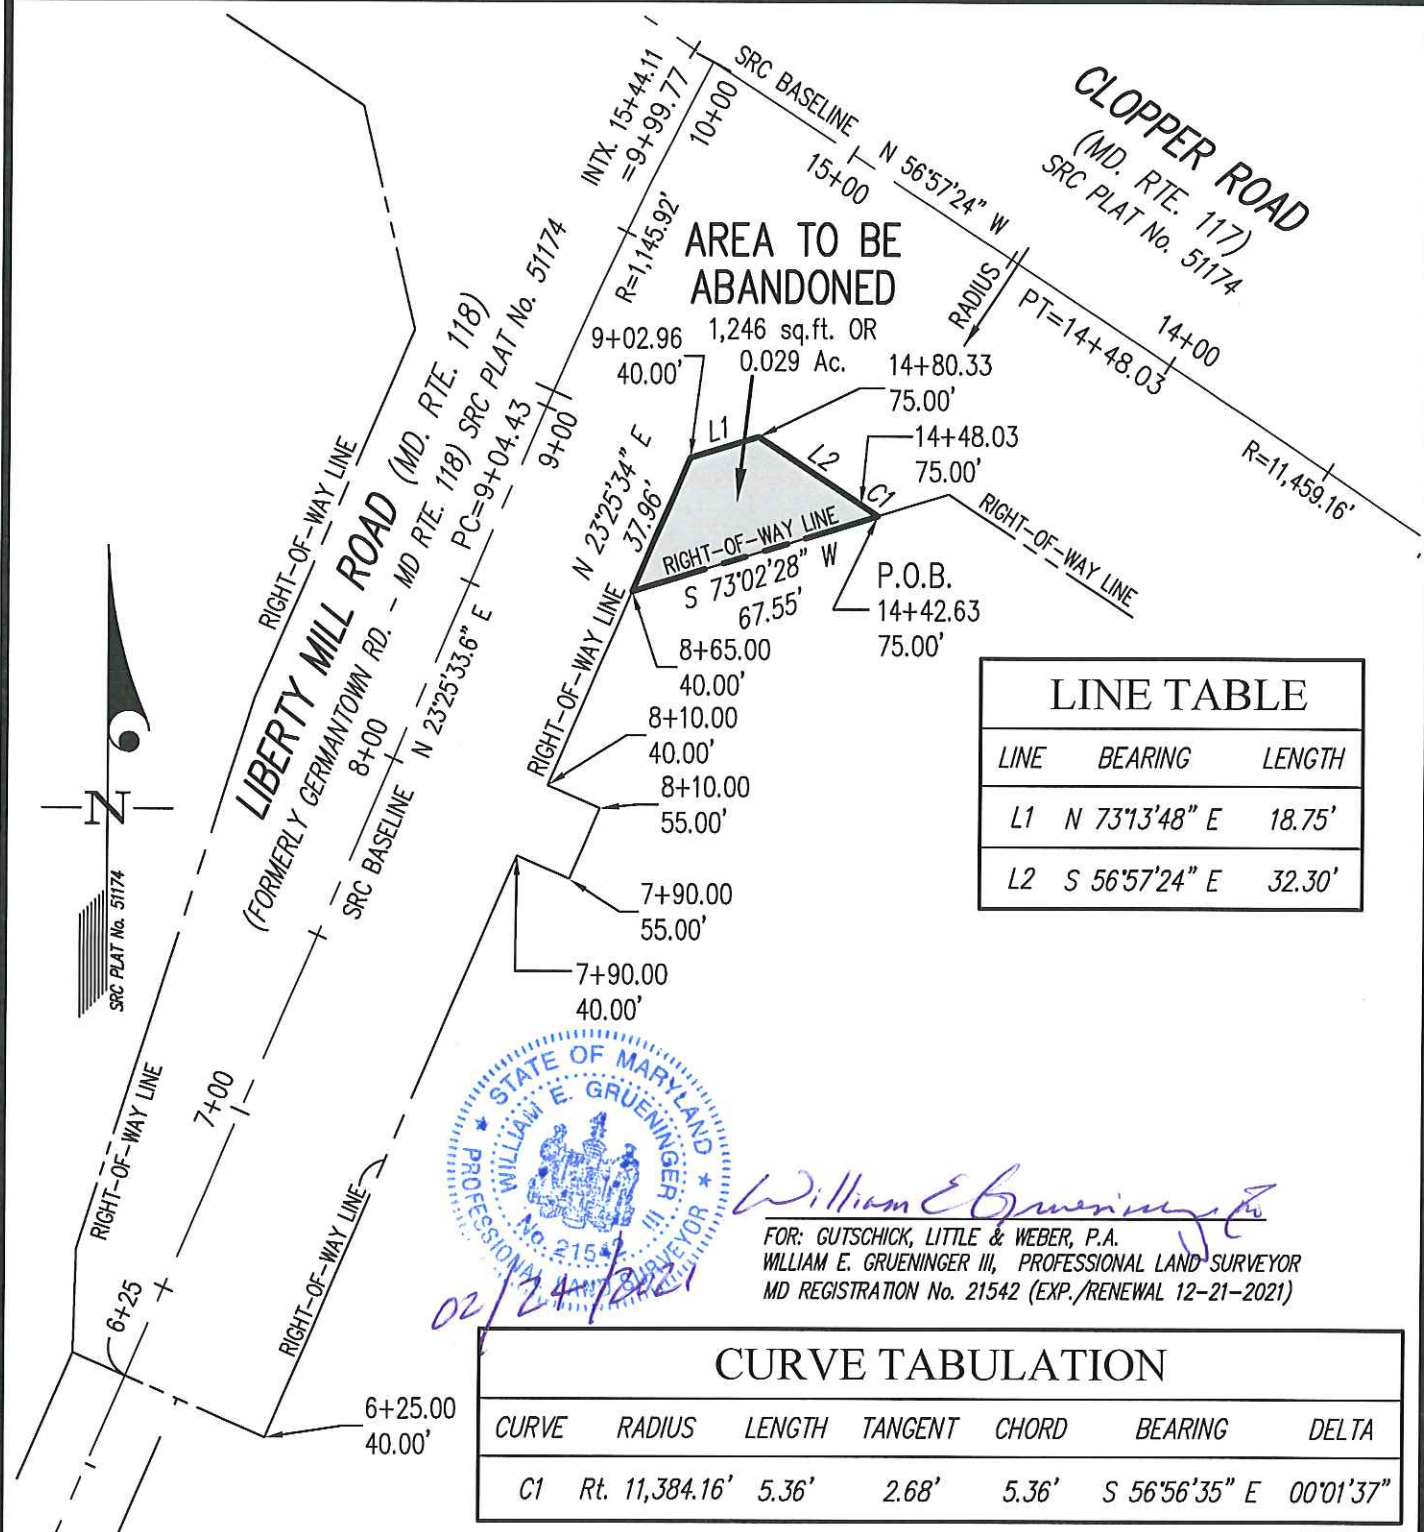 SRC BASELINE
CLOPPER ROAD
(MD. RTE. 117)
SRC PLAT No. 51174
INTX. 15+44.11
=9+99.77
10+00
15+00
N 56°57'24" W
RADIUS
PT=14+48.03
14+00
R=11,459.16'
R=1,145.92'
AREA TO BE
ABANDONED
1,246 sq.ft. OR
0.029 Ac.
9+02.96
40.00'
14+80.33
75.00'
14+48.03
75.00'
L1
L2
C1
N 23°25'34" E
37.96'
RIGHT-OF-WAY LINE
S 73°02'28" W
67.55'
P.O.B.
14+42.63
75.00'
RIGHT-OF-WAY LINE
RIGHT-OF-WAY LINE
LIBERTY MILL ROAD (MD. RTE. 118)
(FORMERLY GERMANTOWN RD. - MD RTE. 118) SRC PLAT No. 51174
PC=9+04.43
9+00
8+00
SRC BASELINE
N 23°25'33.6" E
RIGHT-OF-WAY LINE
8+65.00
40.00'
8+10.00
40.00'
8+10.00
55.00'
7+90.00
55.00'
7+90.00
40.00'
N
SRC PLAT No. 51174
LINE TABLE
LINE BEARING LENGTH
L1 N 73°13'48" E 18.75'
L2 S 56°57'24" E 32.30'
7+00
RIGHT-OF-WAY LINE
6+25
RIGHT-OF-WAY LINE
6+25.00
40.00'
STATE OF MARYLAND
WILLIAM E. GRUENINGER III
No. 21542
PROFESSIONAL LAND SURVEYOR
02/24/2021
William E Grueninger III
FOR: GUTSCHICK, LITTLE & WEBER, P.A.
WILLIAM E. GRUENINGER III, PROFESSIONAL LAND SURVEYOR
MD REGISTRATION No. 21542 (EXP./RENEWAL 12-21-2021)
CURVE TABULATION
CURVE RADIUS LENGTH TANGENT CHORD BEARING DELTA
C1 Rt. 11,384.16' 5.36' 2.68' 5.36' S 56°56'35" E 00°01'37"